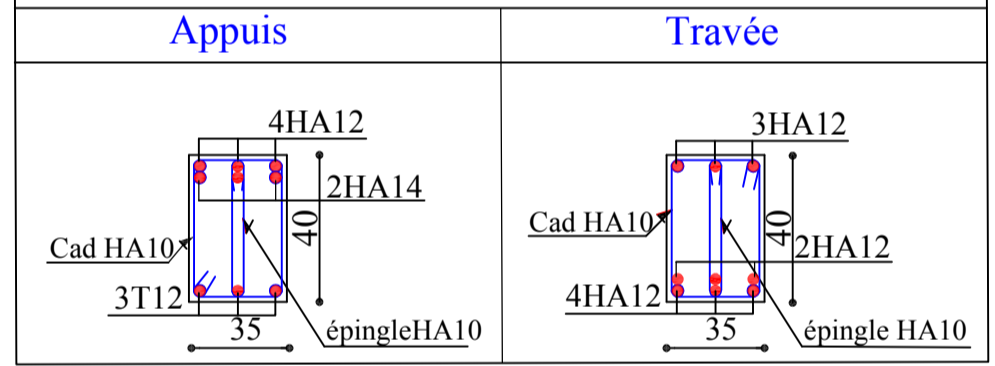 Appuis
4HA12
2HA14
40
Cad HA10
3T12
35
épingleHA10
Travée
3HA12
Cad HA10
40
2HA12
4HA12
35
épingle HA10